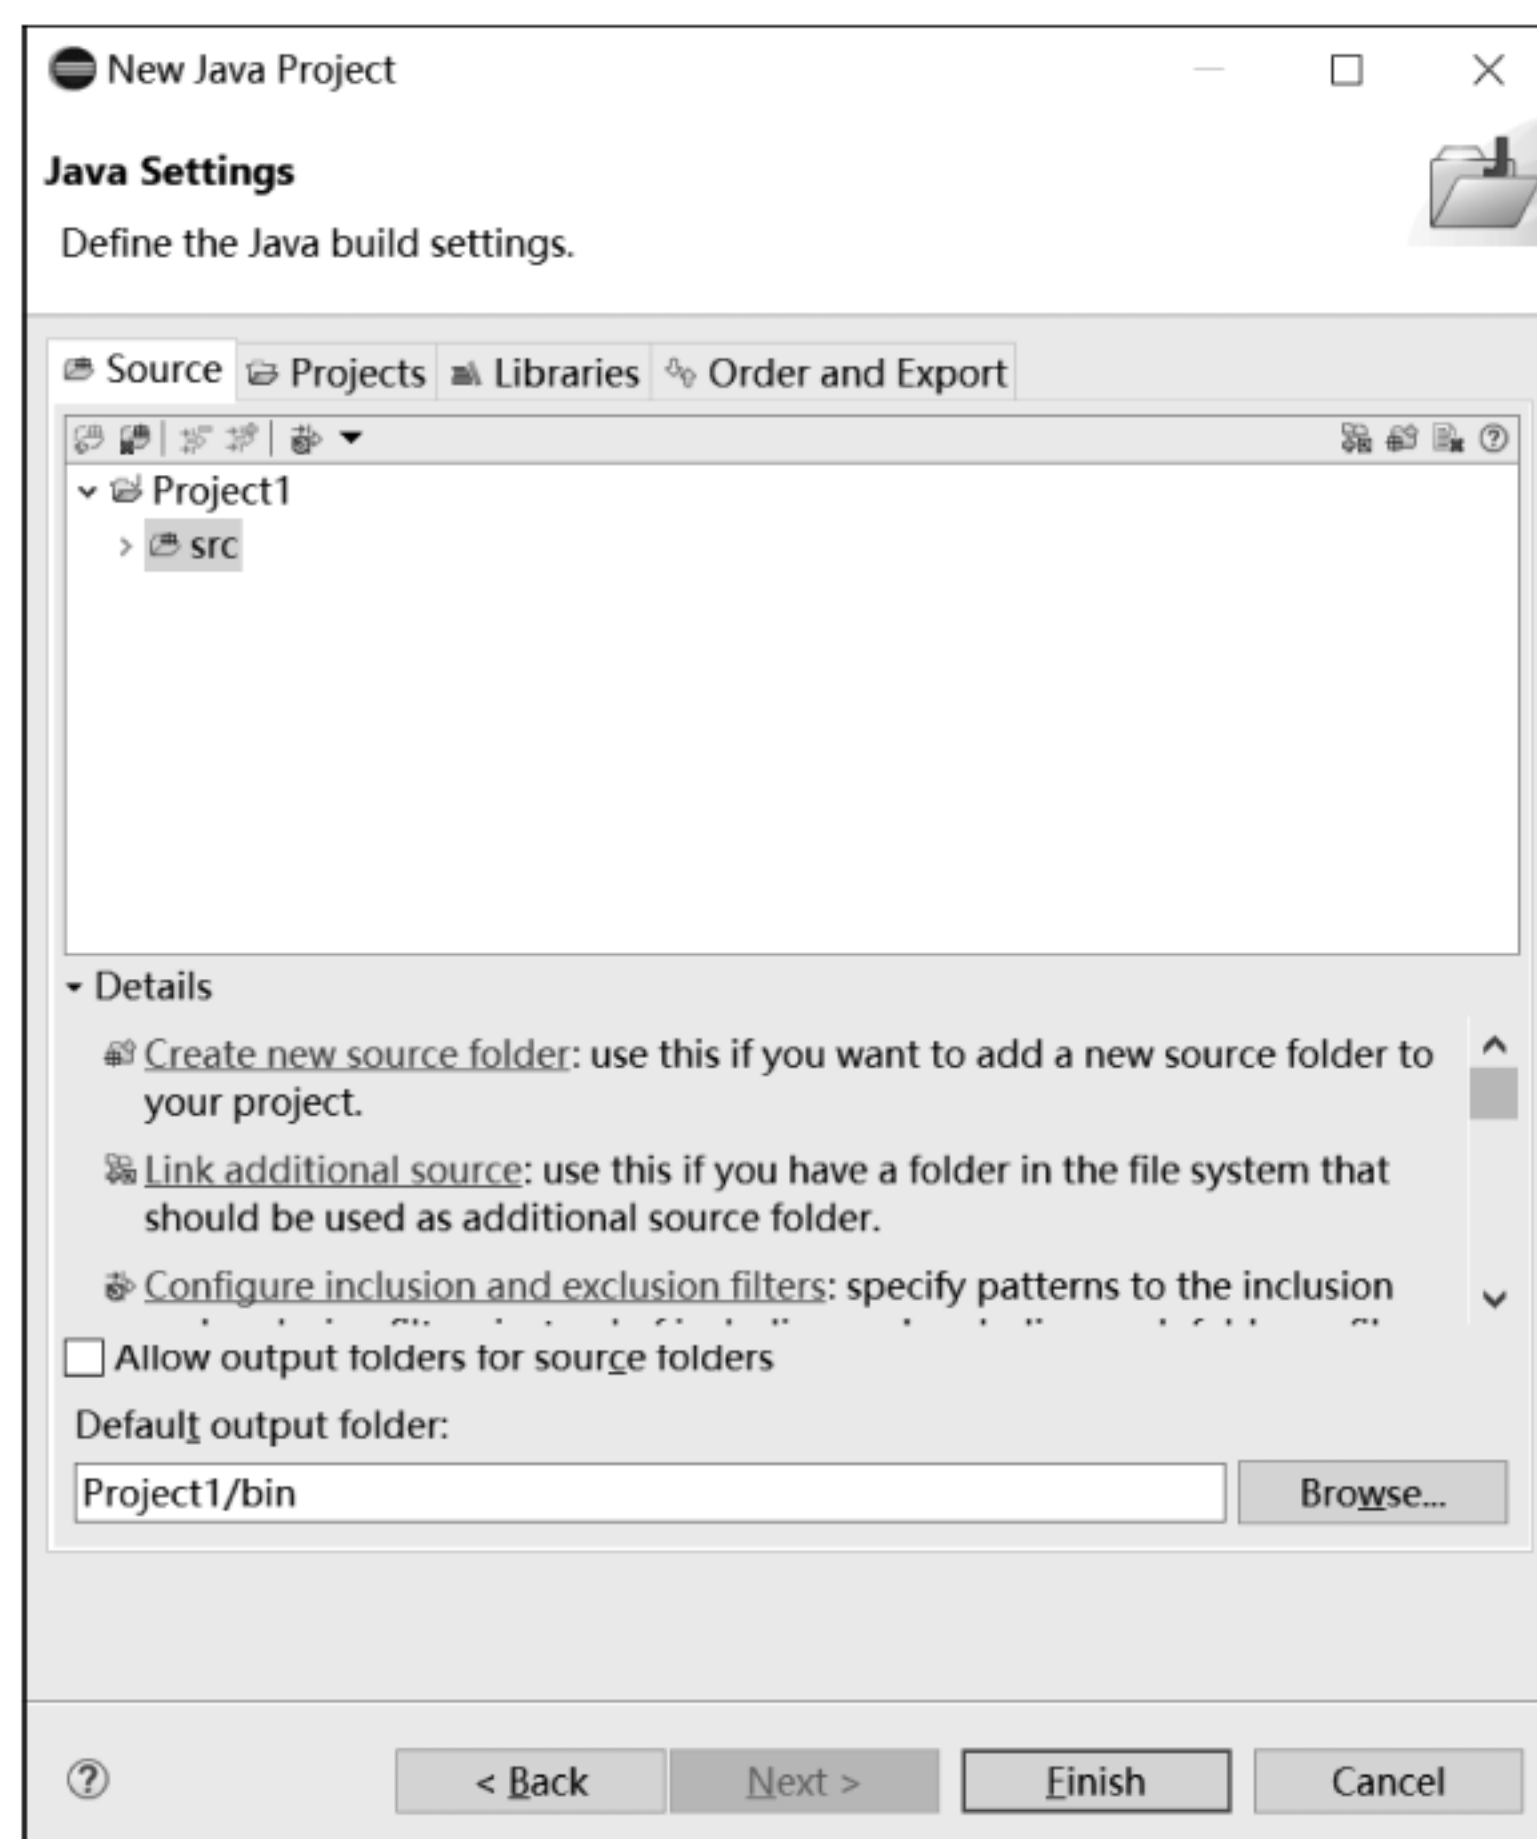 New Java Project
Java Settings
Define the Java build settings.
Source Projects Libraries Order and Export
Project1
src
Details
Create new source folder: use this if you want to add a new source folder to
your project.
Link additional source: use this if you have a folder in the file system that
should be used as additional source folder.
Configure inclusion and exclusion filters: specify patterns to the inclusion
Allow output folders for source folders
Default output folder:
Project1/bin Browse...
< Back Next > Finish Cancel